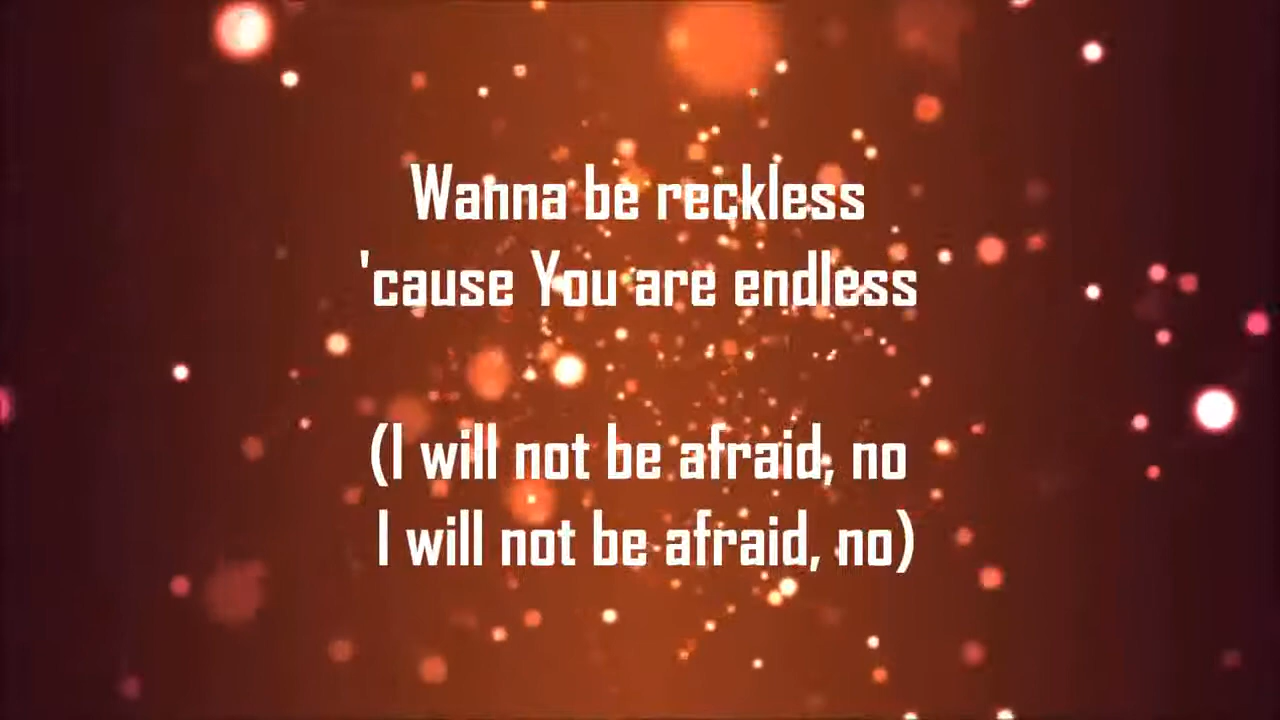 Wanna be reckless
'cause You are endless
(I will not be afraid, no
I will not be afraid, no)